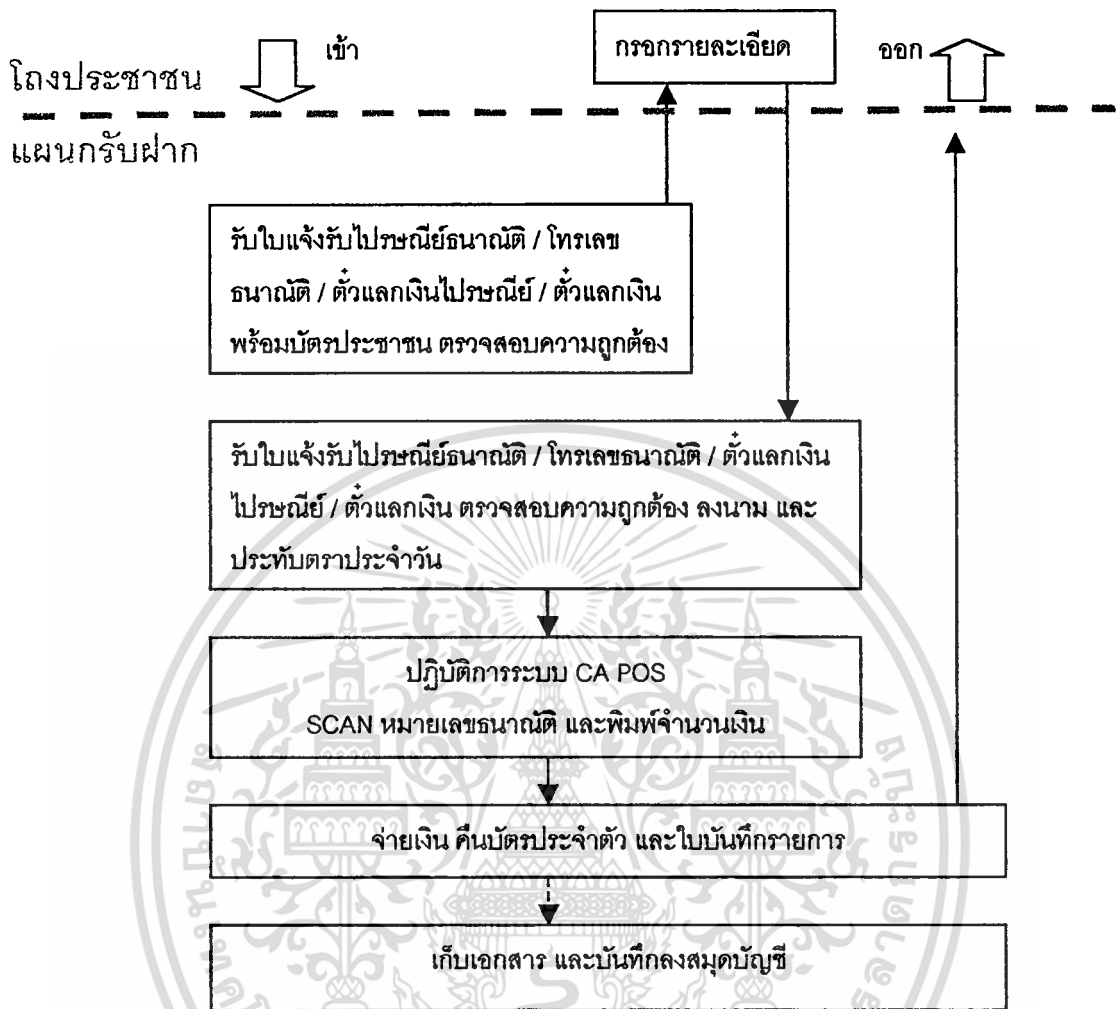 เข้า
กรอกรายละเอียด
ออก
โถงประชาชน
แผนกรับฝาก
รับใบแจ้งรับไปรษณีย์ธนาณัติ / โทรเลข
ธนาณัติ / ตั๋วแลกเงินไปรษณีย์ / ตั๋วแลกเงิน
พร้อมบัตรประชาชน ตรวจสอบความถูกต้อง
รับใบแจ้งรับไปรษณีย์ธนาณัติ / โทรเลขธนาณัติ / ตั๋วแลกเงิน
ไปรษณีย์ / ตั๋วแลกเงิน ตรวจสอบความถูกต้อง ลงนาม และ
ประทับตราประจำวัน
ปฏิบัติการระบบ CA POS
SCAN หมายเลขธนาณัติ และพิมพ์จำนวนเงิน
จ่ายเงิน คืนบัตรประจำตัว และใบบันทึกรายการ
เก็บเอกสาร และบันทึกลงสมุดบัญชี